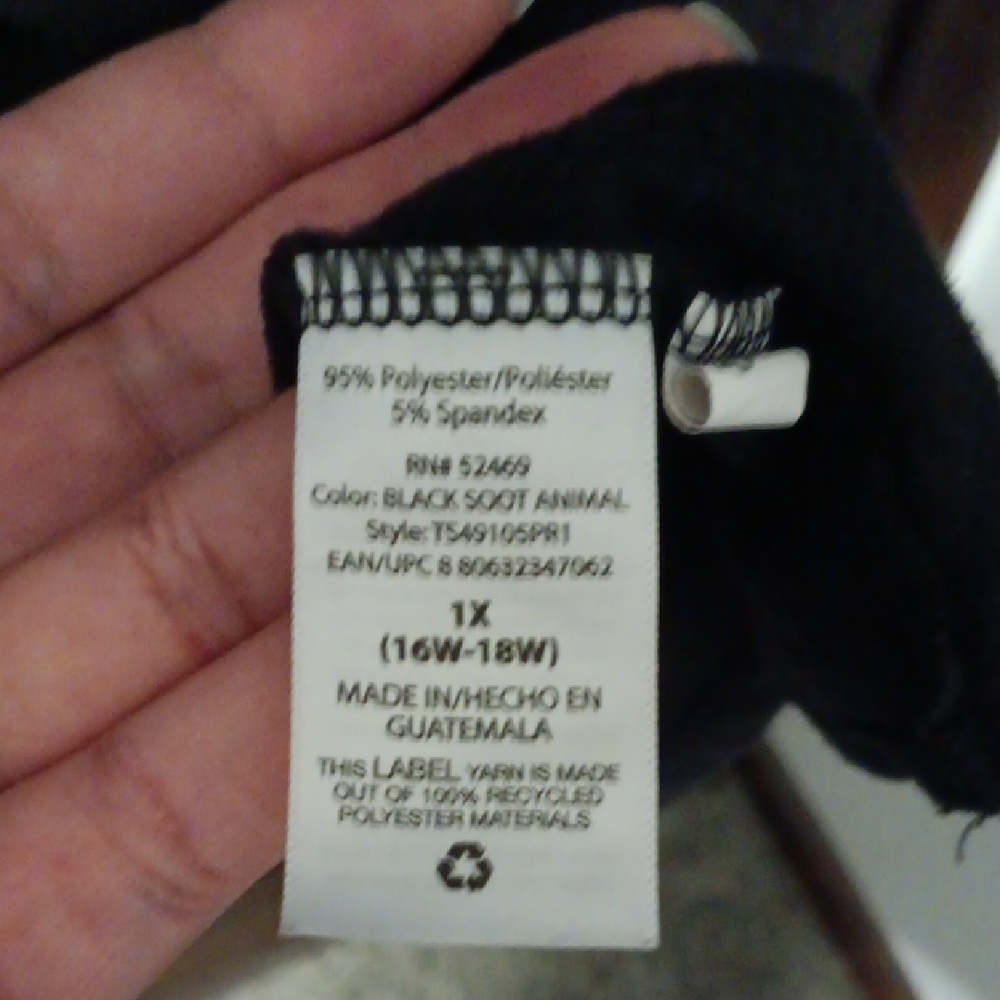 95% Polyester/Poliéster
5% Spandex
RN# 52469
Color: BLACK SOOT ANIMAL
Style: TS49105PR1
EAN/UPC 8 80632347062
1X
(16W-18W)
MADE IN/HECHO EN
GUATEMALA
THIS LABEL YARN IS MADE
OUT OF 100% RECYCLED
POLYESTER MATERIALS